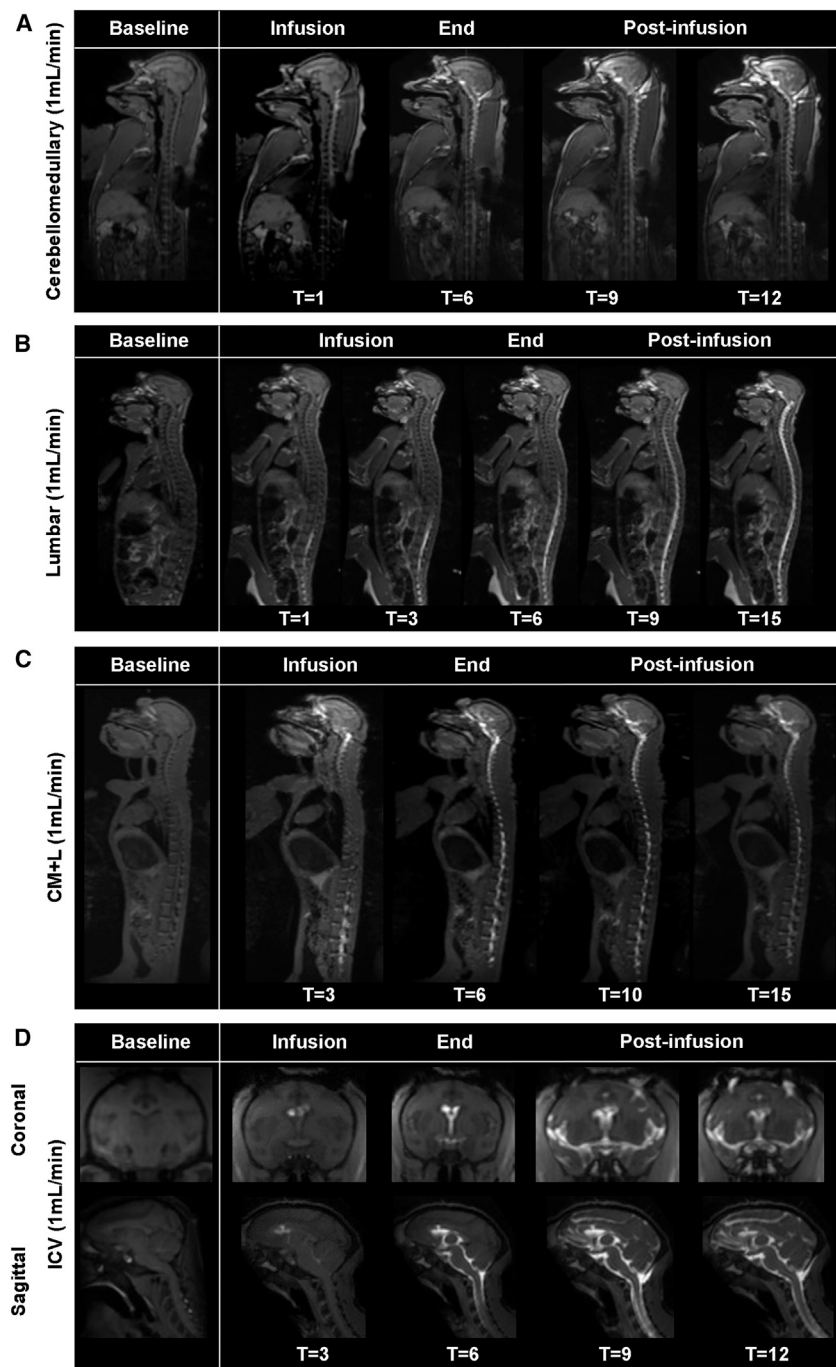 A
Baseline Infusion End Post-infusion
Cerebellomedullary (1mL/min)
T=1 T=6 T=9 T=12
B
Baseline Infusion End Post-infusion
Lumbar (1mL/min)
T=1 T=3 T=6 T=9 T=15
C
Baseline Infusion End Post-infusion
CM+L (1mL/min)
T=3 T=6 T=10 T=15
D
Baseline Infusion End Post-infusion
Coronal
ICV (1mL/min)
Sagittal
T=3 T=6 T=9 T=12